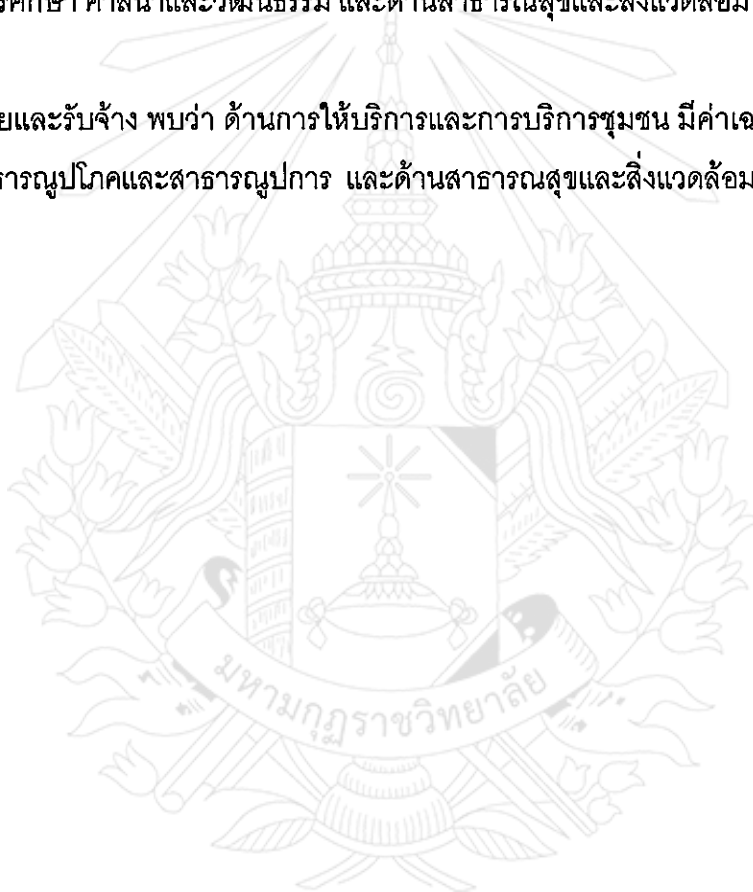 ศึกษา ศาสนาและวัฒนธรรม และด้านสาธารณสุขและสิ่งแวดล้อม
ยและรับจ้าง พบว่า ด้านการให้บริการและการบริการชุมชน มีค่าเฉ
ารณูปโภคและสาธารณูปการ และด้านสาธารณสุขและสิ่งแวดล้อม
มหามกุฏราชวิทยาลัย